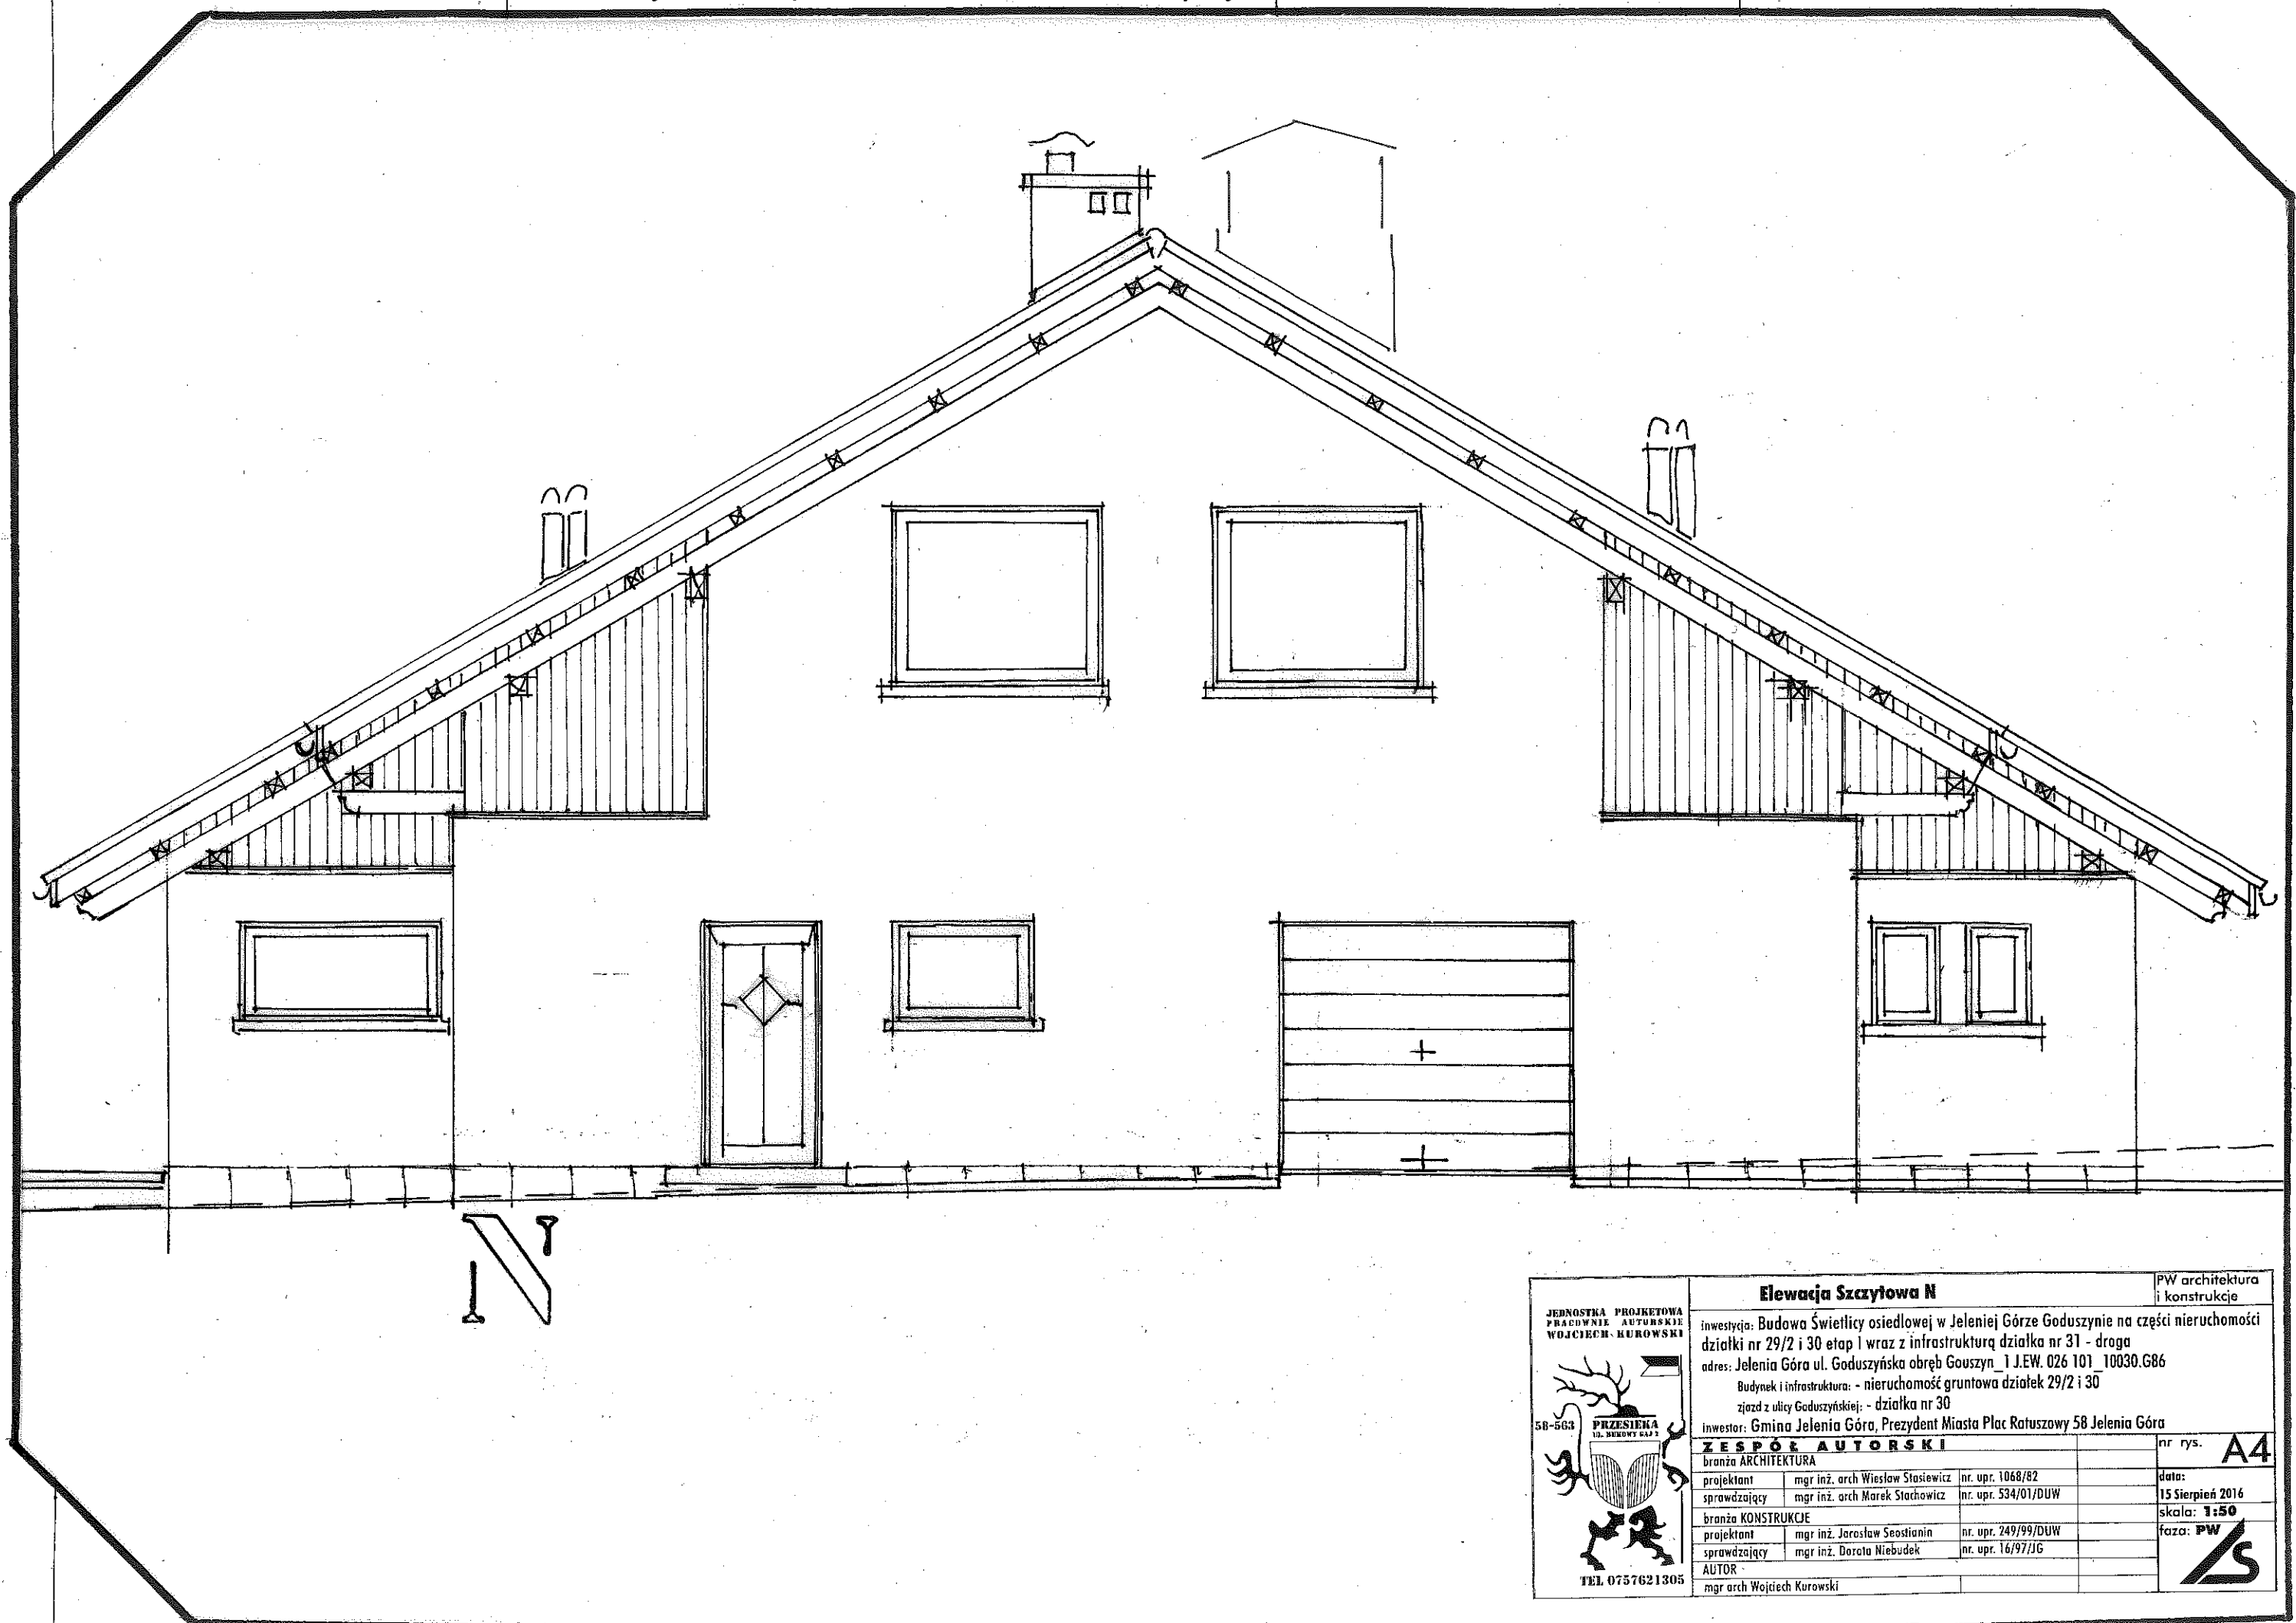 N
Elewacja Szczytowa N
PW architektura
i konstrukcje
JEDNOSTKA PROJKETOWA
PRACOWNIE AUTORSKIE
WOJCIECH KUROWSKI
58-563
PRZESIEKA
UL. BUKOWY GAJ 2
TEL 0757621305
inwestycja: Budowa Świetlicy osiedlowej w Jeleniej Górze Goduszynie na części nieruchomości
działki nr 29/2 i 30 etap I wraz z infrastrukturą działka nr 31 - droga
adres: Jelenia Góra ul. Goduszyńska obręb Gouszyn_1 J.EW. 026 101_10030.G86
Budynek i infrastruktura: - nieruchomość gruntowa działek 29/2 i 30
zjazd z ulicy Goduszyńskiej: - działka nr 30
inwestor: Gmina Jelenia Góra, Prezydent Miasta Plac Ratuszowy 58 Jelenia Góra
ZESPÓŁ AUTORSKI
nr rys. A4
branża ARCHITEKTURA
projektant mgr inż. arch Wiesław Stasiewicz nr. upr. 1068/82
sprawdzający mgr inż. arch Marek Stachowicz nr. upr. 534/01/DUW
data:
15 Sierpień 2016
skala: 1:50
branża KONSTRUKCJE
projektant mgr inż. Jarosław Seostianin nr. upr. 249/99/DUW
sprawdzający mgr inż. Dorota Niebudek nr. upr. 16/97/JG
faza: PW
AUTOR
mgr arch Wojciech Kurowski